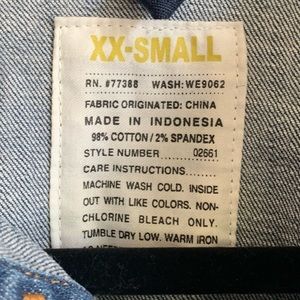 XX-SMALL
RN. #77388 WASH:WE9062
FABRIC ORIGINATED: CHINA
MADE IN INDONESIA
98% COTTON/2% SPANDEX
STYLE NUMBER 02661
CARE INSTRUCTIONS......
MACHINE WASH COLD. INSIDE
OUT WITH LIKE COLORS. NON-
CHLORINE BLEACH ONLY.
TUMBLE DRY LOW. WARM IRON